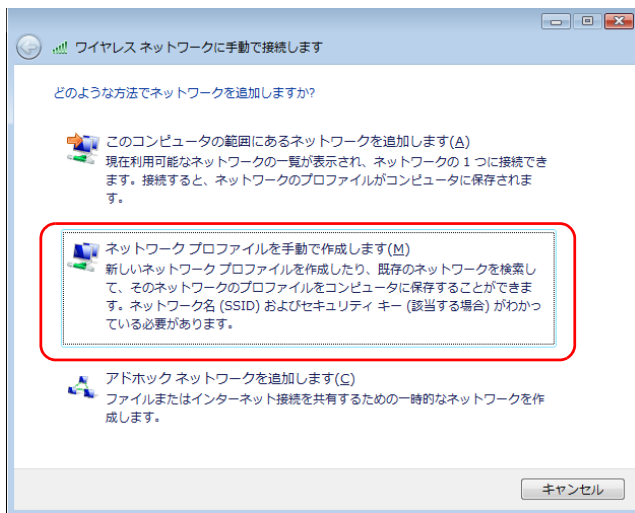 ワイヤレス ネットワークに手動で接続します
どのような方法でネットワークを追加しますか?
このコンピュータの範囲にあるネットワークを追加します(A)
現在利用可能なネットワークの一覧が表示され、ネットワークの 1 つに接続でき
ます。接続すると、ネットワークのプロファイルがコンピュータに保存されま
す。
ネットワーク プロファイルを手動で作成します(M)
新しいネットワーク プロファイルを作成したり、既存のネットワークを検索し
て、そのネットワークのプロファイルをコンピュータに保存することができま
す。ネットワーク名 (SSID) およびセキュリティ キー (該当する場合) がわかっ
ている必要があります。
アドホック ネットワークを追加します(C)
ファイルまたはインターネット接続を共有するための一時的なネットワークを作
成します。
キャンセル